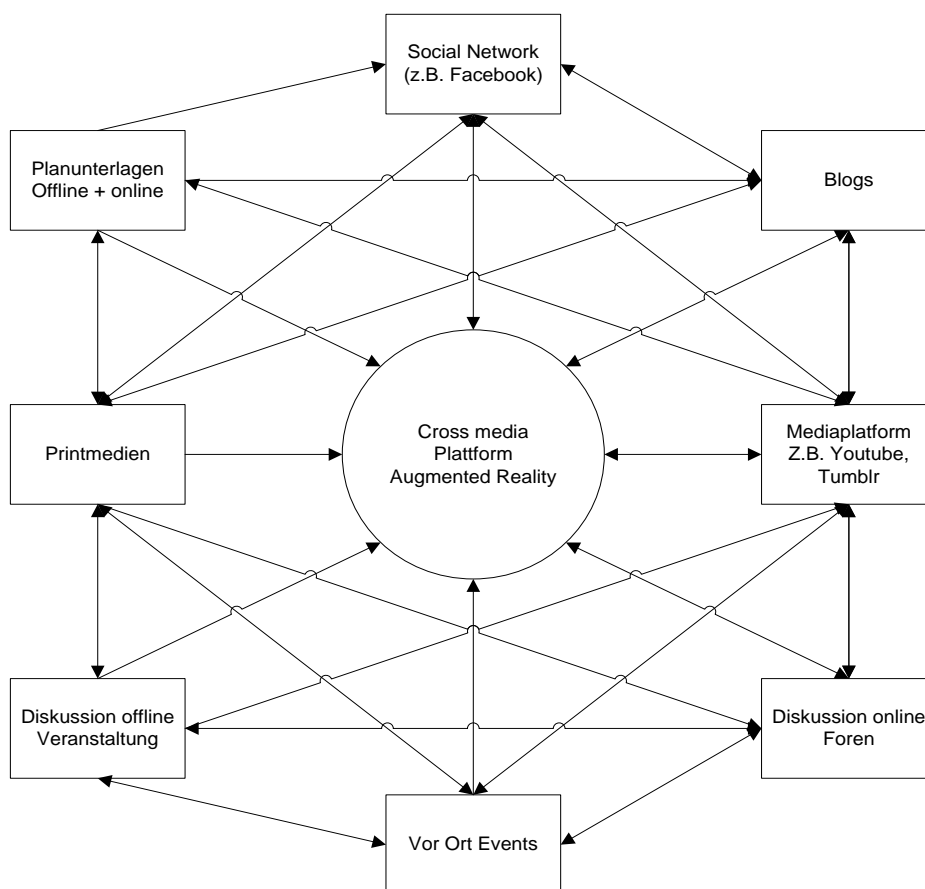 Social Network
(z.B. Facebook)
Planunterlagen
Offline + online
Blogs
Printmedien
Cross media
Plattform
Augmented Reality
Mediaplatform
Z.B. Youtube,
Tumblr
Diskussion offline
Veranstaltung
Diskussion online
Foren
Vor Ort Events